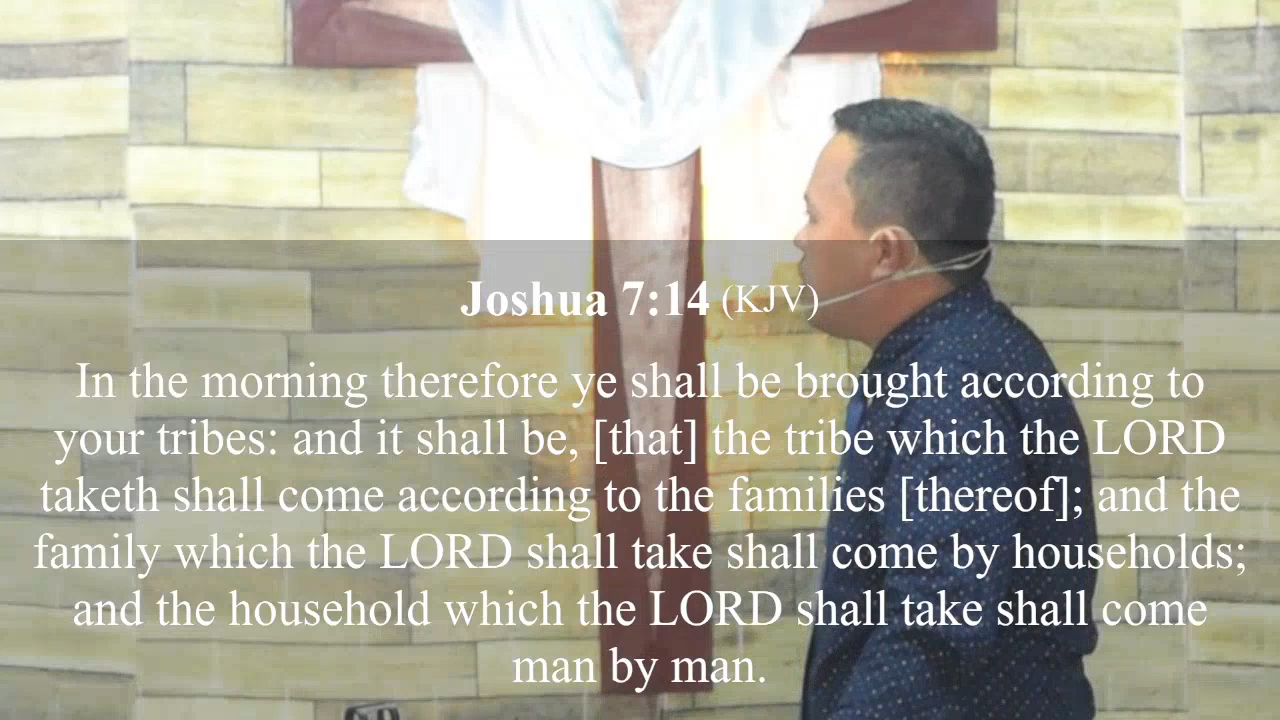 Joshua 7:14 (KJV)
In the morning therefore ye shall be brought according to
your tribes: and it shall be, [that] the tribe which the LORD
taketh shall come according to the families [thereof]; and the
family which the LORD shall take shall come by households;
and the household which the LORD shall take shall come
man by man.